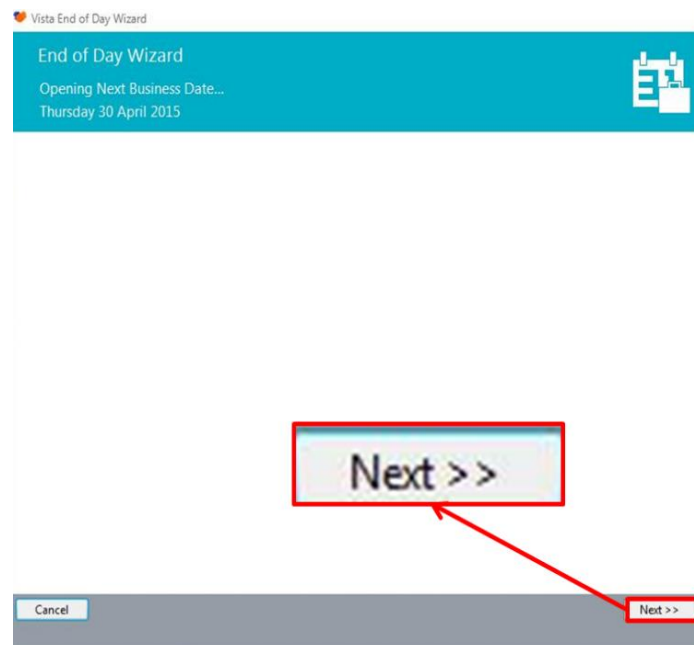 Vista End of Day Wizard
End of Day Wizard
Opening Next Business Date...
Thursday 30 April 2015
Next >>
Cancel
Next >>